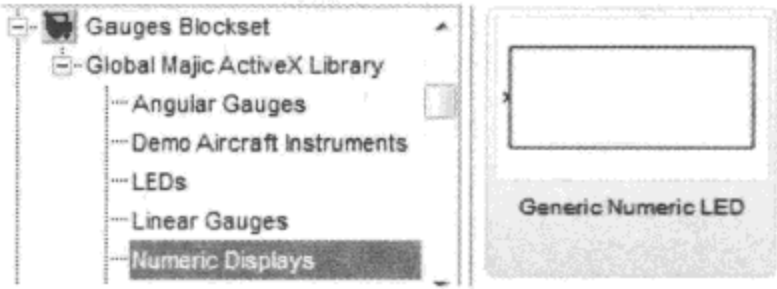 Gauges Blockset
Global Majic ActiveX Library
Angular Gauges
Demo Aircraft Instruments
LEDs
Linear Gauges
Numeric Displays
Generic Numeric LED